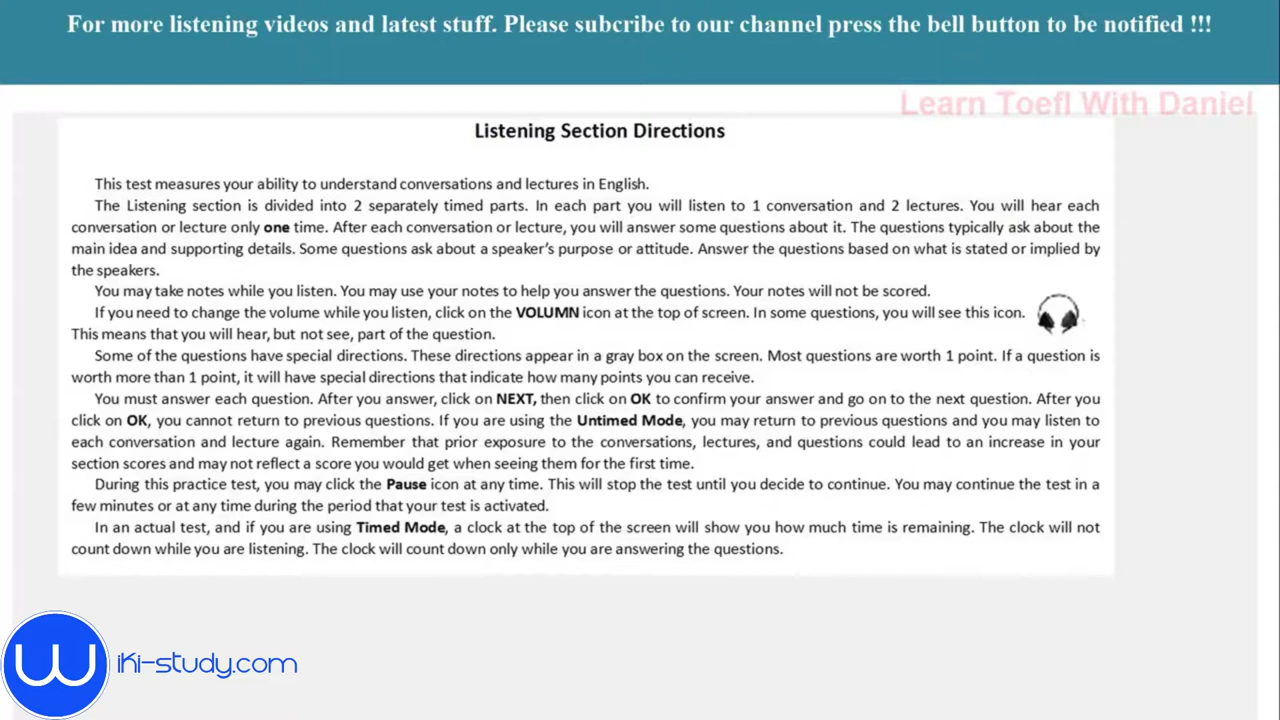 For more listening videos and latest stuff. Please subcribe to our channel press the bell button to be notified !!!
Learn Toefl With Daniel
Listening Section Directions
This test measures your ability to understand conversations and lectures in English.
The Listening section is divided into 2 separately timed parts. In each part you will listen to 1 conversation and 2 lectures. You will hear each
conversation or lecture only one time. After each conversation or lecture, you will answer some questions about it. The questions typically ask about the
main idea and supporting details. Some questions ask about a speaker's purpose or attitude. Answer the questions based on what is stated or implied by
the speakers.
You may take notes while you listen. You may use your notes to help you answer the questions. Your notes will not be scored.
If you need to change the volume while you listen, click on the VOLUMN icon at the top of screen. In some questions, you will see this icon.
This means that you will hear, but not see, part of the question.
Some of the questions have special directions. These directions appear in a gray box on the screen. Most questions are worth 1 point. If a question is
worth more than 1 point, it will have special directions that indicate how many points you can receive.
You must answer each question. After you answer, click on NEXT, then click on OK to confirm your answer and go on to the next question. After you
click on OK, you cannot return to previous questions. If you are using the Untimed Mode, you may return to previous questions and you may listen to
each conversation and lecture again. Remember that prior exposure to the conversations, lectures, and questions could lead to an increase in your
section scores and may not reflect a score you would get when seeing them for the first time.
During this practice test, you may click the Pause icon at any time. This will stop the test until you decide to continue. You may continue the test in a
few minutes or at any time during the period that your test is activated.
In an actual test, and if you are using Timed Mode, a clock at the top of the screen will show you how much time is remaining. The clock will not
count down while you are listening. The clock will count down only while you are answering the questions.
Wiki-study.com